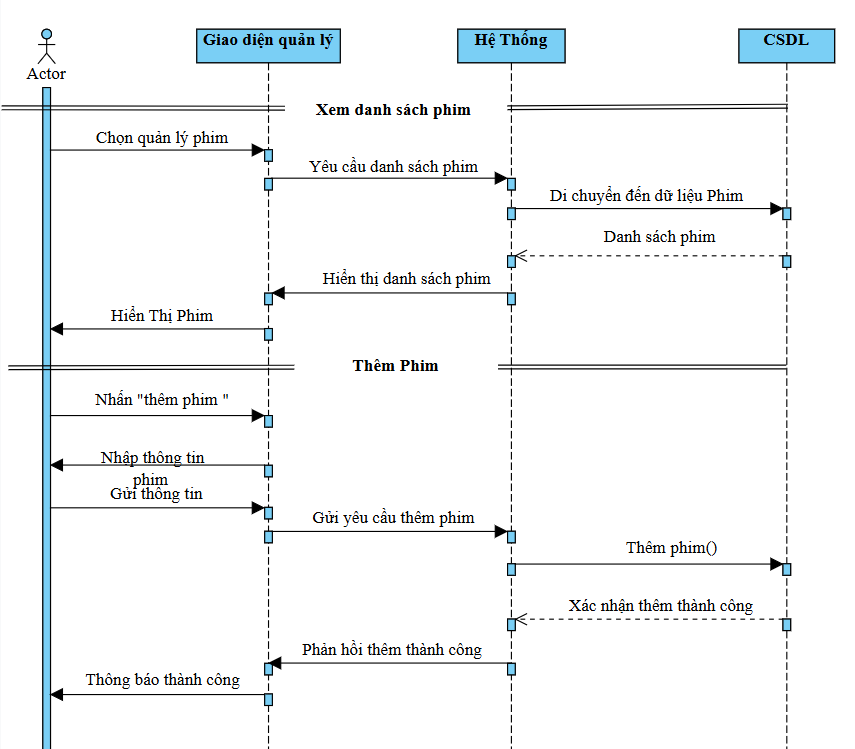 Giao diện quản lý
Hệ Thống
CSDL
Actor
Xem danh sách phim
Chọn quản lý phim
Yêu cầu danh sách phim
Di chuyển đến dữ liệu Phim
Danh sách phim
Hiển thị danh sách phim
Hiển Thị Phim
Thêm Phim
Nhấn "thêm phim "
Nhập thông tin
phim
Gửi thông tin
Gửi yêu cầu thêm phim
Thêm phim()
Xác nhận thêm thành công
Phản hồi thêm thành công
Thông báo thành công